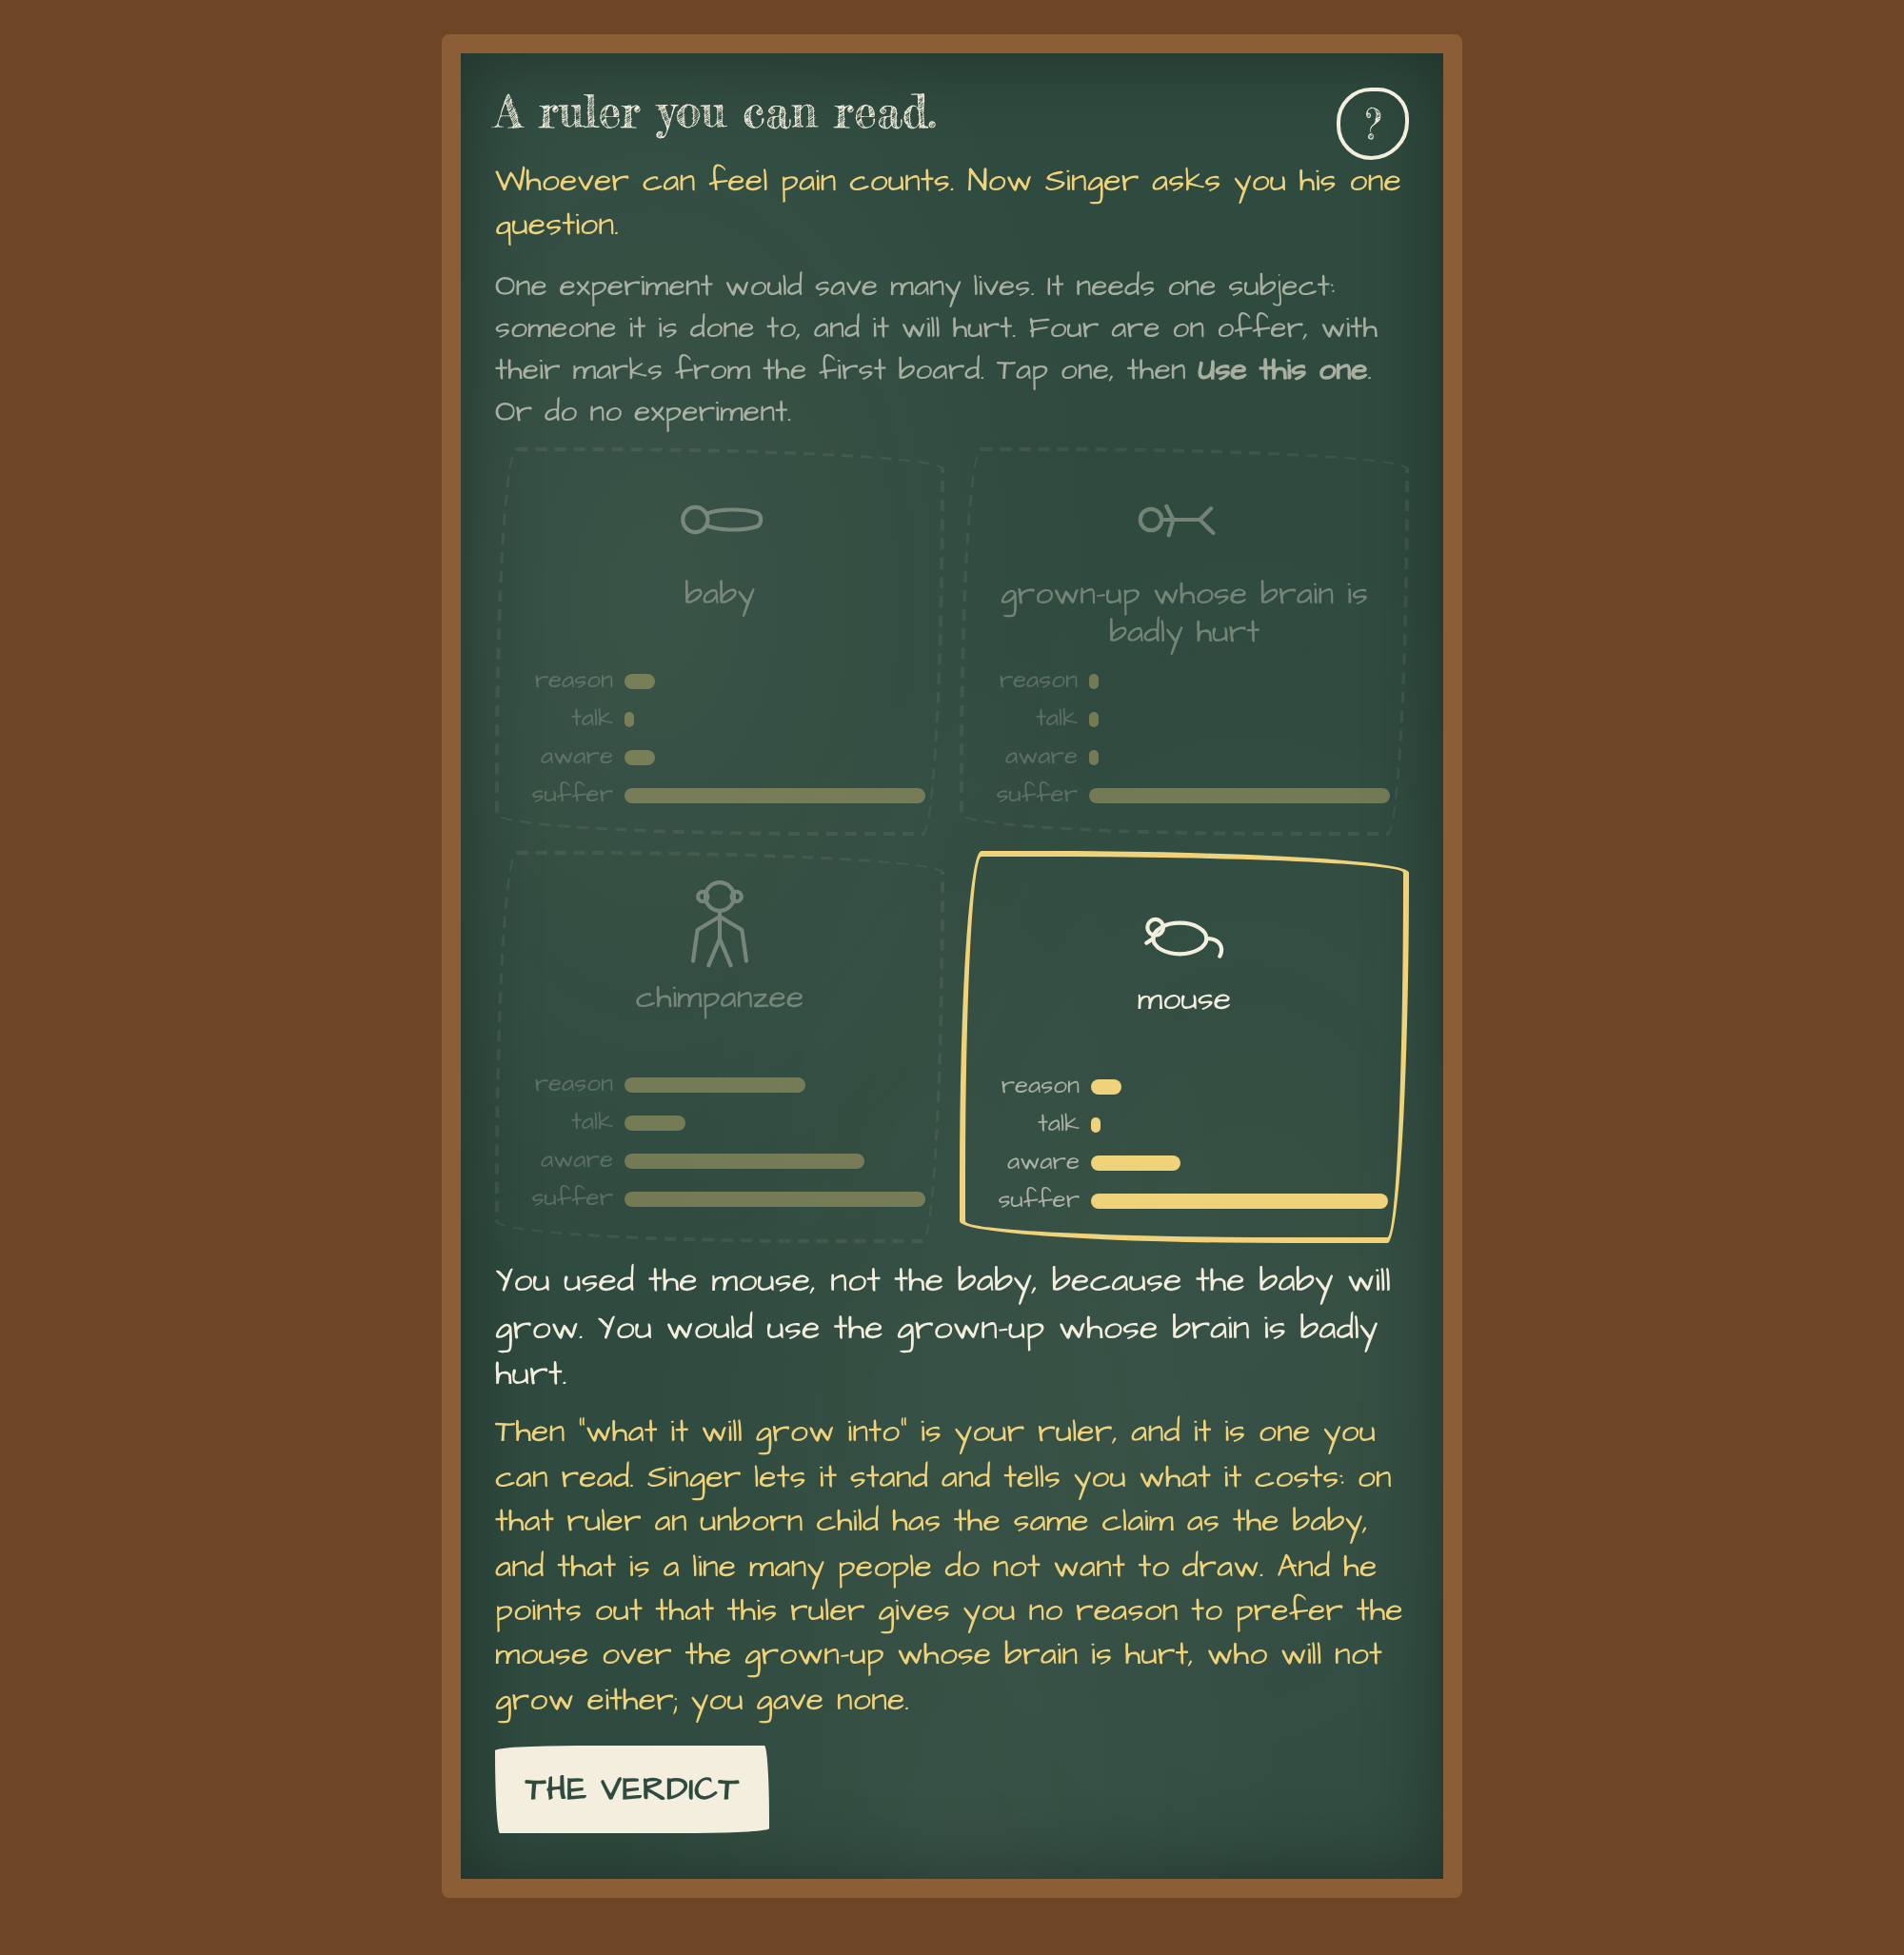 A ruler you can read.
?
Whoever can feel pain counts. Now Singer asks you his one
question.
One experiment would save many lives. It needs one subject:
someone it is done to, and it will hurt. Four are on offer, with
their marks from the first board. Tap one, then Use this one.
Or do no experiment.
baby
reason
talk
aware
suffer
grown-up whose brain is
badly hurt
reason
talk
aware
suffer
chimpanzee
reason
talk
aware
suffer
mouse
reason
talk
aware
suffer
You used the mouse, not the baby, because the baby will
grow. You would use the grown-up whose brain is badly
hurt.
Then "what it will grow into" is your ruler, and it is one you
can read. Singer lets it stand and tells you what it costs: on
that ruler an unborn child has the same claim as the baby,
and that is a line many people do not want to draw. And he
points out that this ruler gives you no reason to prefer the
mouse over the grown-up whose brain is hurt, who will not
grow either; you gave none.
THE VERDICT